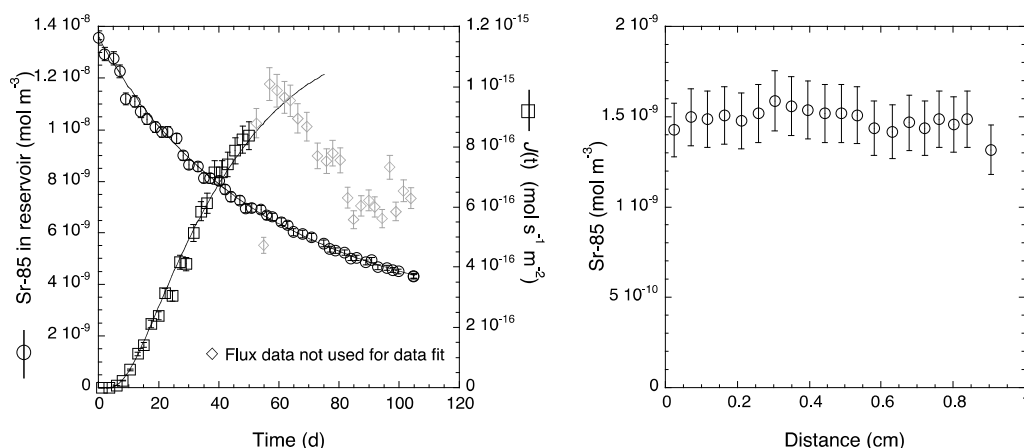 1.4 10⁻⁸
1.2 10⁻⁸
1 10⁻⁸
8 10⁻⁹
6 10⁻⁹
4 10⁻⁹
2 10⁻⁹
0
Sr-85 in reservoir (mol m⁻³)
1.2 10⁻¹⁵
1 10⁻¹⁵
8 10⁻¹⁶
6 10⁻¹⁶
4 10⁻¹⁶
2 10⁻¹⁶
0
J(t) (mol s⁻¹ m⁻²)
Flux data not used for data fit
0 20 40 60 80 100 120
Time (d)
2 10⁻⁹
1.5 10⁻⁹
1 10⁻⁹
5 10⁻¹⁰
0
Sr-85 (mol m⁻³)
0 0.2 0.4 0.6 0.8 1
Distance (cm)